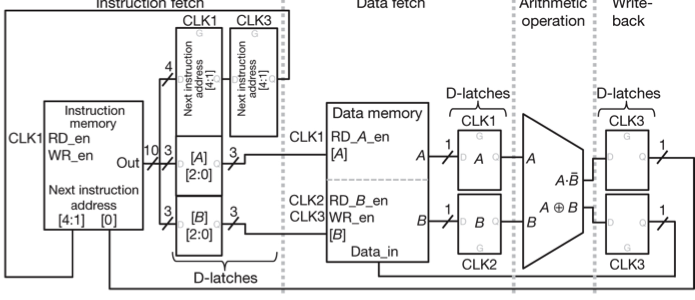 Instruction fetch
Data fetch
Arithmetic
operation
Write-
back
CLK1
CLK3
G
G
Next instruction
address
[4:1]
Next instruction
address
[4:1]
D
Q
D
Q
4
Instruction
memory
CLK1
RD_en
WR_en
Out
10
3
Next instruction
address
[4:1]
[0]
[A]
[2:0]
D
Q
3
3
[B]
[2:0]
D
Q
3
D-latches
Data memory
CLK1
RD_A_en
[A]
A
CLK2
RD_B_en
CLK3
WR_en
[B]
B
Data_in
D-latches
CLK1
G
1
D
A
Q
1
D
B
Q
G
CLK2
A
B
A·B̄
A ⊕ B
D-latches
CLK3
G
D
Q
1
D
Q
1
G
CLK3